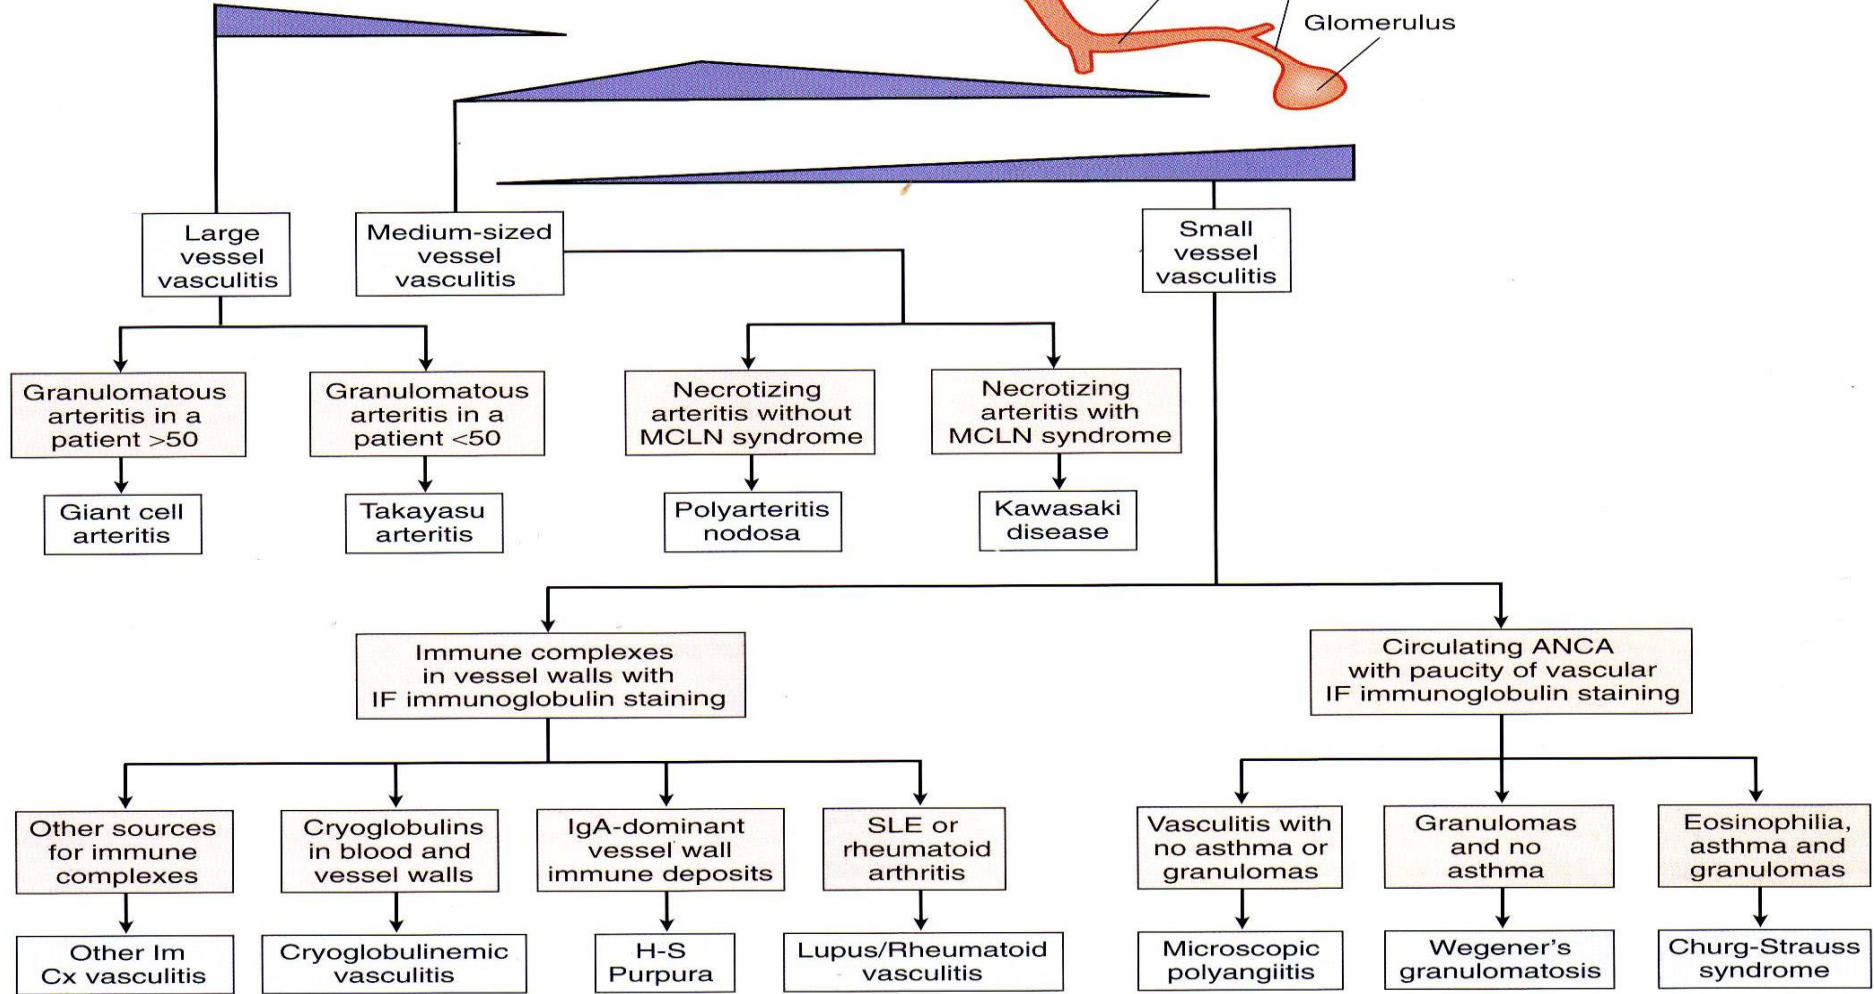 Glomerulus
Large
vessel
vasculitis
Medium-sized
vessel
vasculitis
Small
vessel
vasculitis
Granulomatous
arteritis in a
patient >50
Granulomatous
arteritis in a
patient <50
Necrotizing
arteritis without
MCLN syndrome
Necrotizing
arteritis with
MCLN syndrome
Giant cell
arteritis
Takayasu
arteritis
Polyarteritis
nodosa
Kawasaki
disease
Immune complexes
in vessel walls with
IF immunoglobulin staining
Circulating ANCA
with paucity of vascular
IF immunoglobulin staining
Other sources
for immune
complexes
Cryoglobulins
in blood and
vessel walls
IgA-dominant
vessel wall
immune deposits
SLE or
rheumatoid
arthritis
Vasculitis with
no asthma or
granulomas
Granulomas
and no
asthma
Eosinophilia,
asthma and
granulomas
Other Im
Cx vasculitis
Cryoglobulinemic
vasculitis
H-S
Purpura
Lupus/Rheumatoid
vasculitis
Microscopic
polyangiitis
Wegener's
granulomatosis
Churg-Strauss
syndrome